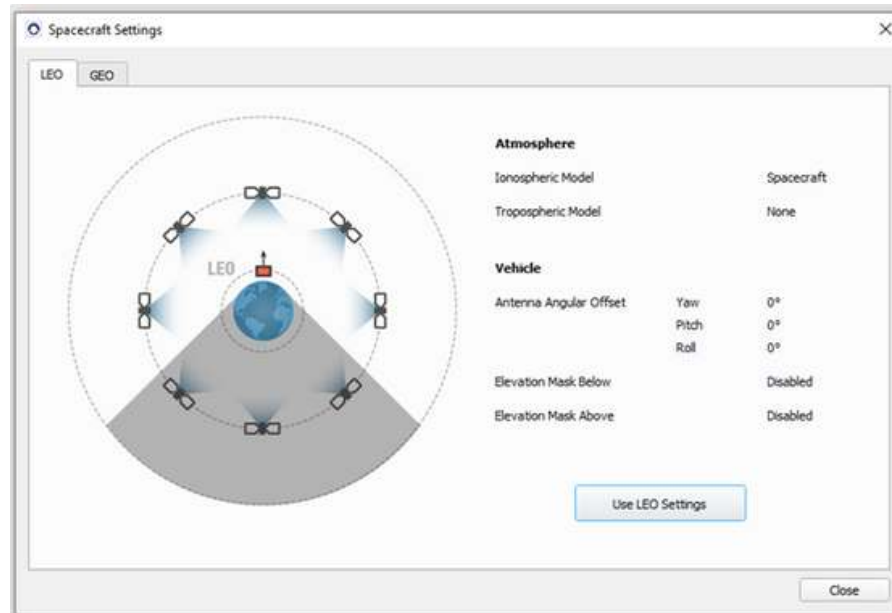 Spacecraft Settings
LEO GEO
LEO
Atmosphere
Ionospheric Model Spacecraft
Tropospheric Model None
Vehicle
Antenna Angular Offset Yaw 0°
Pitch 0°
Roll 0°
Elevation Mask Below Disabled
Elevation Mask Above Disabled
Use LEO Settings
Close